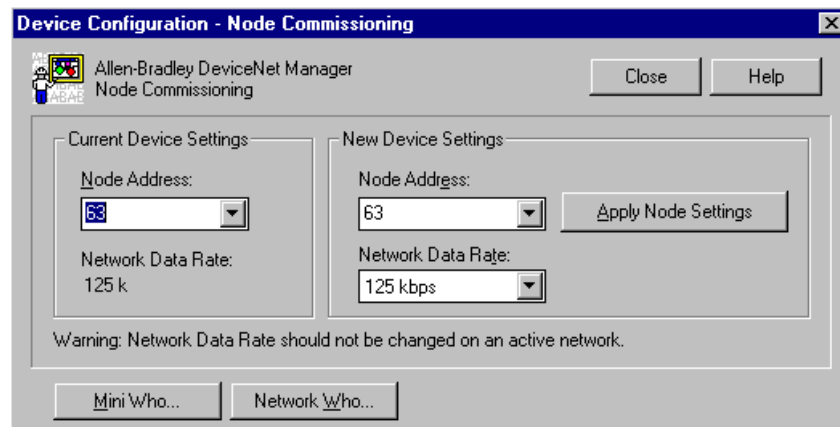 Device Configuration - Node Commissioning
Allen-Bradley DeviceNet Manager
Node Commissioning
Close
Help
Current Device Settings
Node Address:
63
Network Data Rate:
125 k
New Device Settings
Node Address:
63
Apply Node Settings
Network Data Rate:
125 kbps
Warning: Network Data Rate should not be changed on an active network.
Mini Who...
Network Who...